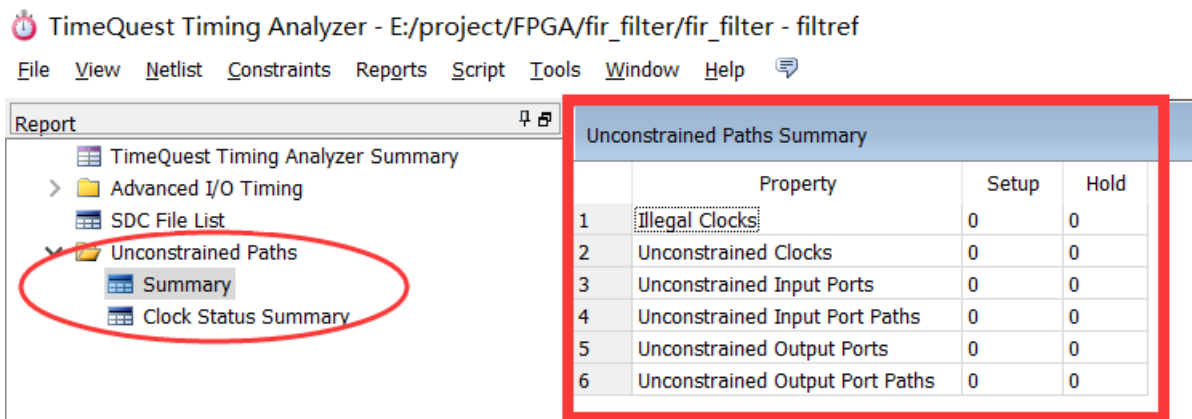 TimeQuest Timing Analyzer - E:/project/FPGA/fir_filter/fir_filter - filtref
File View Netlist Constraints Reports Script Tools Window Help
Report
TimeQuest Timing Analyzer Summary
Advanced I/O Timing
SDC File List
Unconstrained Paths
Summary
Clock Status Summary
Unconstrained Paths Summary
Property Setup Hold
1 Illegal Clocks 0 0
2 Unconstrained Clocks 0 0
3 Unconstrained Input Ports 0 0
4 Unconstrained Input Port Paths 0 0
5 Unconstrained Output Ports 0 0
6 Unconstrained Output Port Paths 0 0